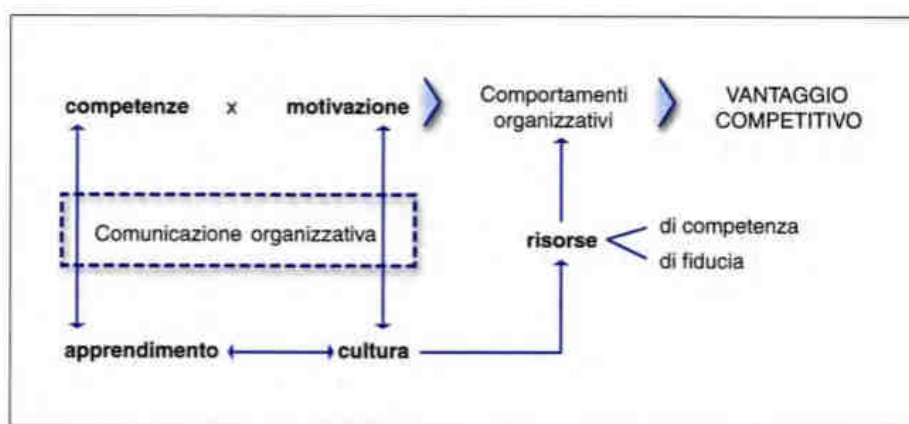 competenze x motivazione
Comportamenti
organizzativi
VANTAGGIO
COMPETITIVO
Comunicazione organizzativa
risorse
di competenza
di fiducia
apprendimento
cultura